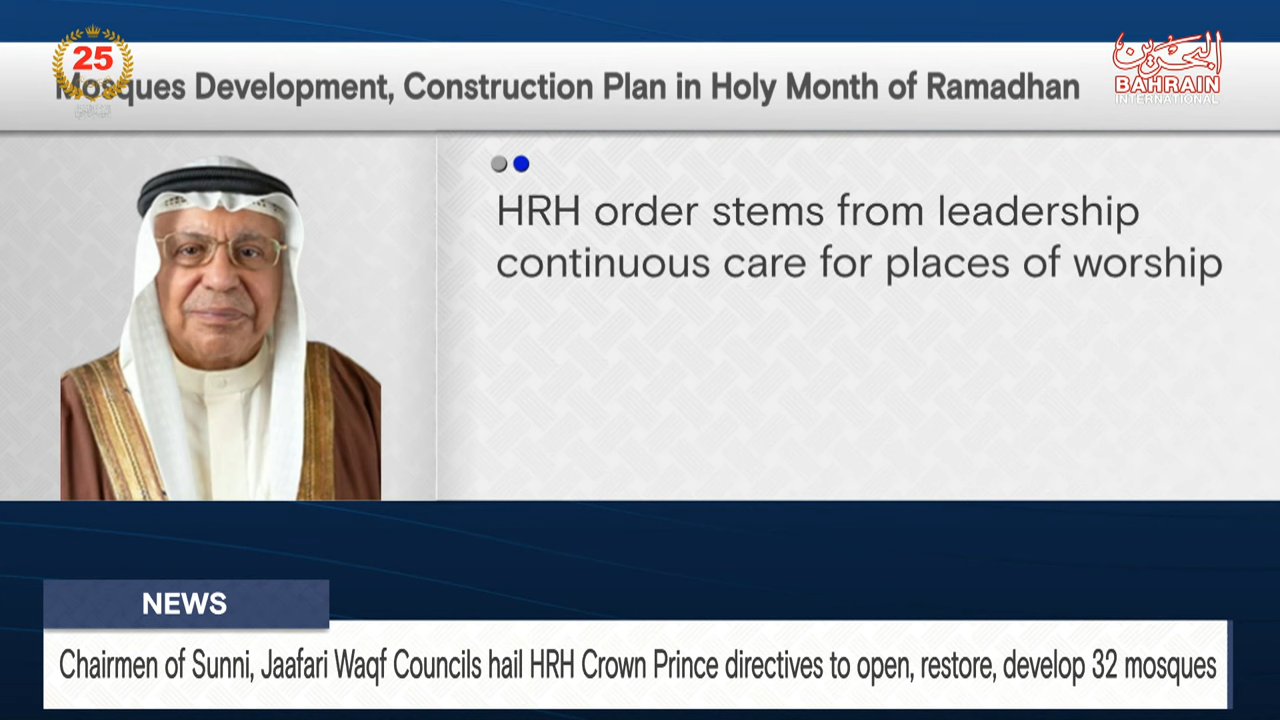 25
Mosques Development, Construction Plan in Holy Month of Ramadhan
البحرين
BAHRAIN
INTERNATIONAL
HRH order stems from leadership
continuous care for places of worship
NEWS
Chairmen of Sunni, Jaafari Waqf Councils hail HRH Crown Prince directives to open, restore, develop 32 mosques